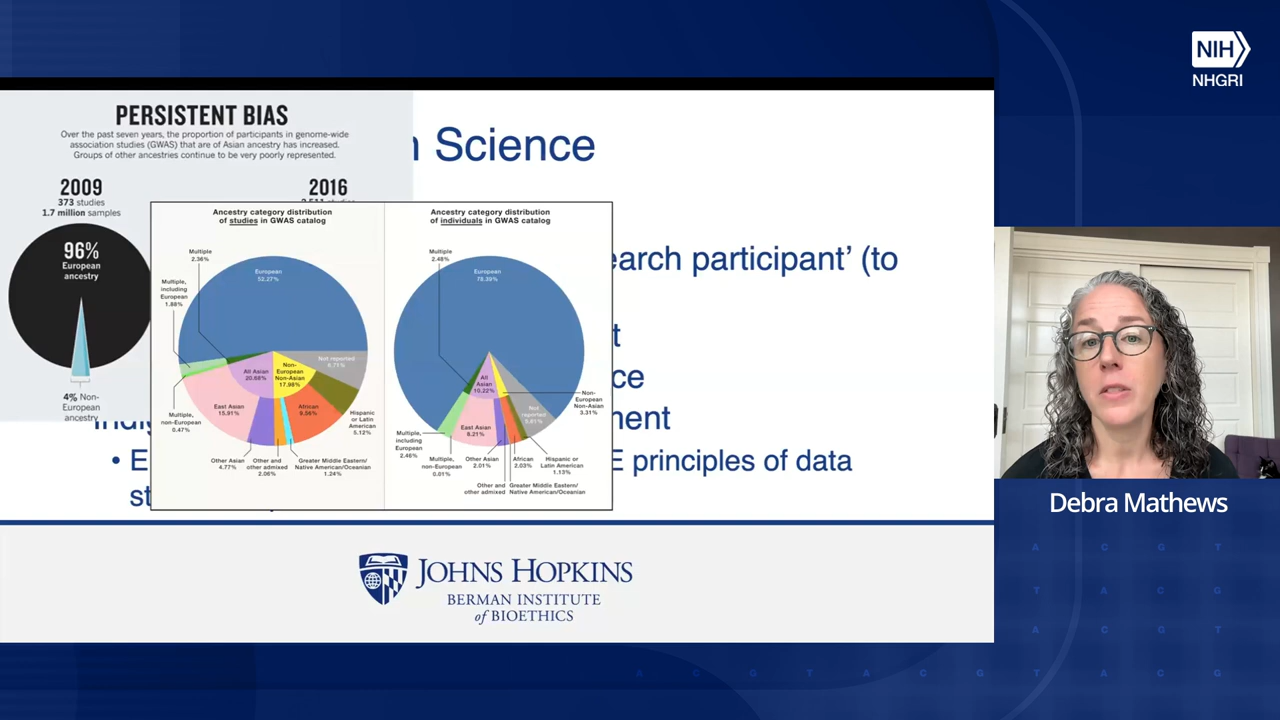 NIH
NHGRI
PERSISTENT BIAS
Over the past seven years, the proportion of participants in genome-wide
association studies (GWAS) that are of Asian ancestry has increased.
Groups of other ancestries continue to be very poorly represented.
2009
373 studies
1.7 million samples
96%
European
ancestry
4% Non-
European
ancestry
2016
Science
earch participant’ (to
t
ce
ment
• E
E principles of data
st
Ancestry category distribution
of studies in GWAS catalog
European
52.27%
Multiple
2.36%
Multiple,
including
European
1.88%
All Asian
20.68%
Non-
European
Non-Asian
17.98%
Not reported
9.71%
East Asian
15.91%
African
9.56%
Hispanic
or Latin
American
5.12%
Multiple,
non-European
0.47%
Other Asian
4.77%
Other and
other admixed
2.06%
Greater Middle Eastern/
Native American/Oceanian
1.24%
Ancestry category distribution
of individuals in GWAS catalog
Multiple
2.48%
European
78.39%
All
Asian
10.22%
Non-
European
Non-Asian
3.31%
Not
reported
Multiple,
including
European
2.46%
East Asian
8.21%
Multiple,
non-European
0.01%
Other Asian
2.01%
African
2.03%
Hispanic or
Latin American
1.13%
Other and
other admixed
Greater Middle Eastern/
Native American/Oceanian
JOHNS HOPKINS
BERMAN INSTITUTE
of BIOETHICS
Debra Mathews
A C G T
T A C G
A C G T
A C G T A C G T A C G